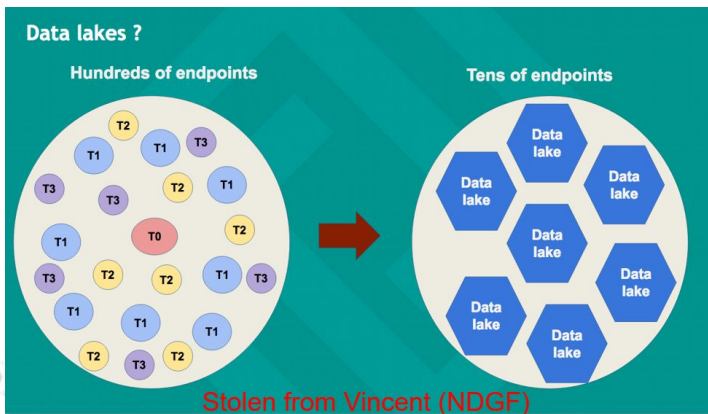 Data lakes ?
Hundreds of endpoints
Tens of endpoints
T2
T1
T1
T3
T3
T3
T2
T1
T0
T2
T1
T3
T2
T2
T1
T3
T1
T1
T1
T2
T3
T2
Data
lake
Data
lake
Data
lake
Data
lake
Data
lake
Data
lake
Data
lake
Stolen from Vincent (NDGF)